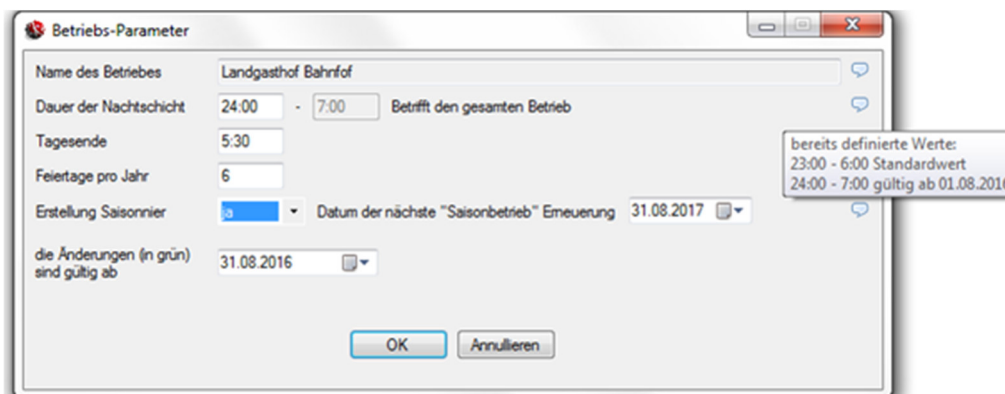 Betriebs-Parameter
Name des Betriebes Landgasthof Bahnfof
Dauer der Nachtschicht 24:00 - 7:00 Betrifft den gesamten Betrieb
Tagesende 5:30
bereits definierte Werte:
23:00 - 6:00 Standardwert
24:00 - 7:00 gültig ab 01.08.2016
Feiertage pro Jahr 6
Erstellung Saisonnier ja Datum der nächste "Saisonbetrieb" Erneuerung 31.08.2017
die Änderungen (in grün)
sind gültig ab 31.08.2016
OK Annullieren